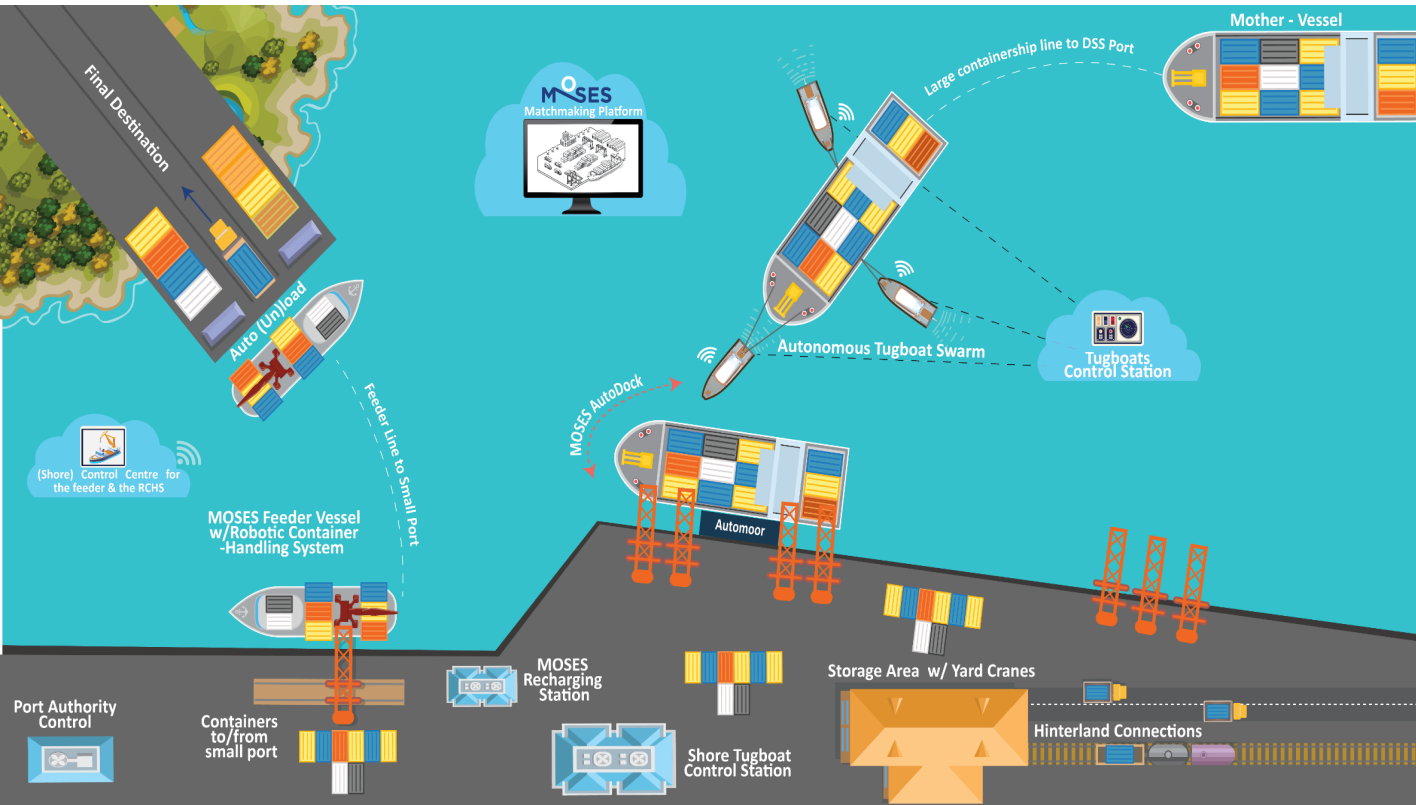 Mother - Vessel
Large containership line to DSS Port
Final Destination
MOSES
Matchmaking Platform
Auto (Un)load
Autonomous Tugboat Swarm
Tugboats
Control Station
MOSES AutoDock
Feeder Line to Small Port
(Shore) Control Centre for
the feeder & the RCHS
MOSES Feeder Vessel
w/Robotic Container
-Handling System
Automoor
MOSES
Recharging
Station
Storage Area w/ Yard Cranes
Port Authority
Control
Containers
to/from
small port
Hinterland Connections
Shore Tugboat
Control Station